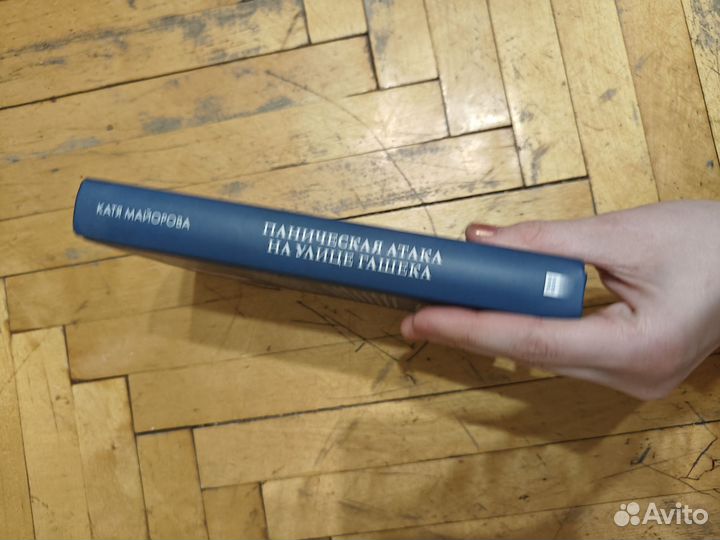 КАТЯ МАЙОРОВА
ПАНИЧЕСКАЯ АТАКА
НА УЛИЦЕ ГАШЕКА
Avito